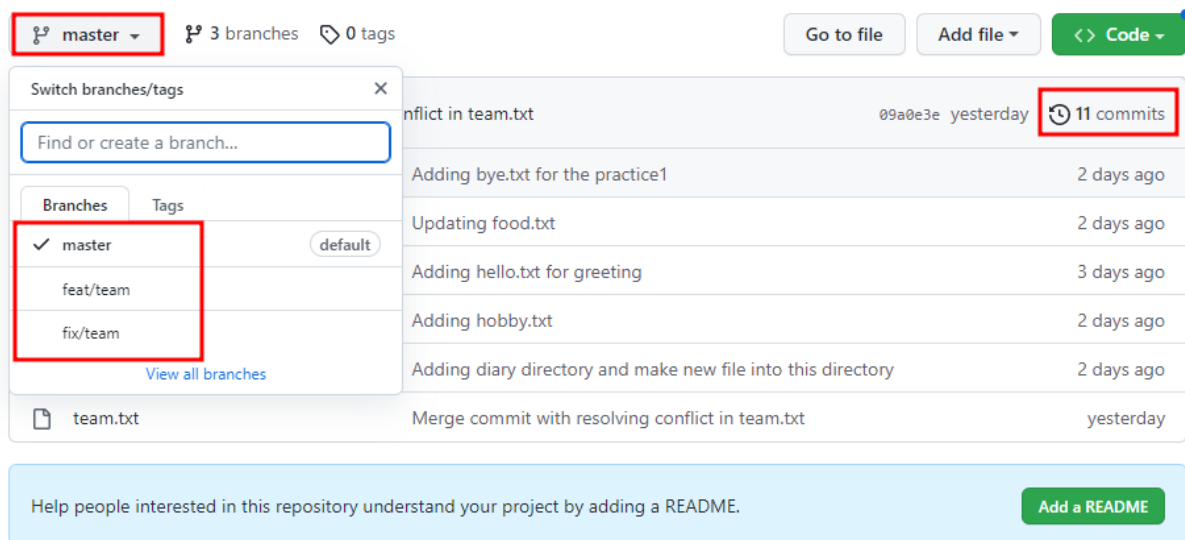 master 3 branches 0 tags Go to file Add file <> Code
Switch branches/tags
nflict in team.txt 09a0e3e yesterday 11 commits
Find or create a branch...
Adding bye.txt for the practice1 2 days ago
Branches Tags
Updating food.txt 2 days ago
master default
Adding hello.txt for greeting 3 days ago
feat/team
Adding hobby.txt 2 days ago
fix/team
View all branches
Adding diary directory and make new file into this directory 2 days ago
team.txt Merge commit with resolving conflict in team.txt yesterday
Help people interested in this repository understand your project by adding a README. Add a README